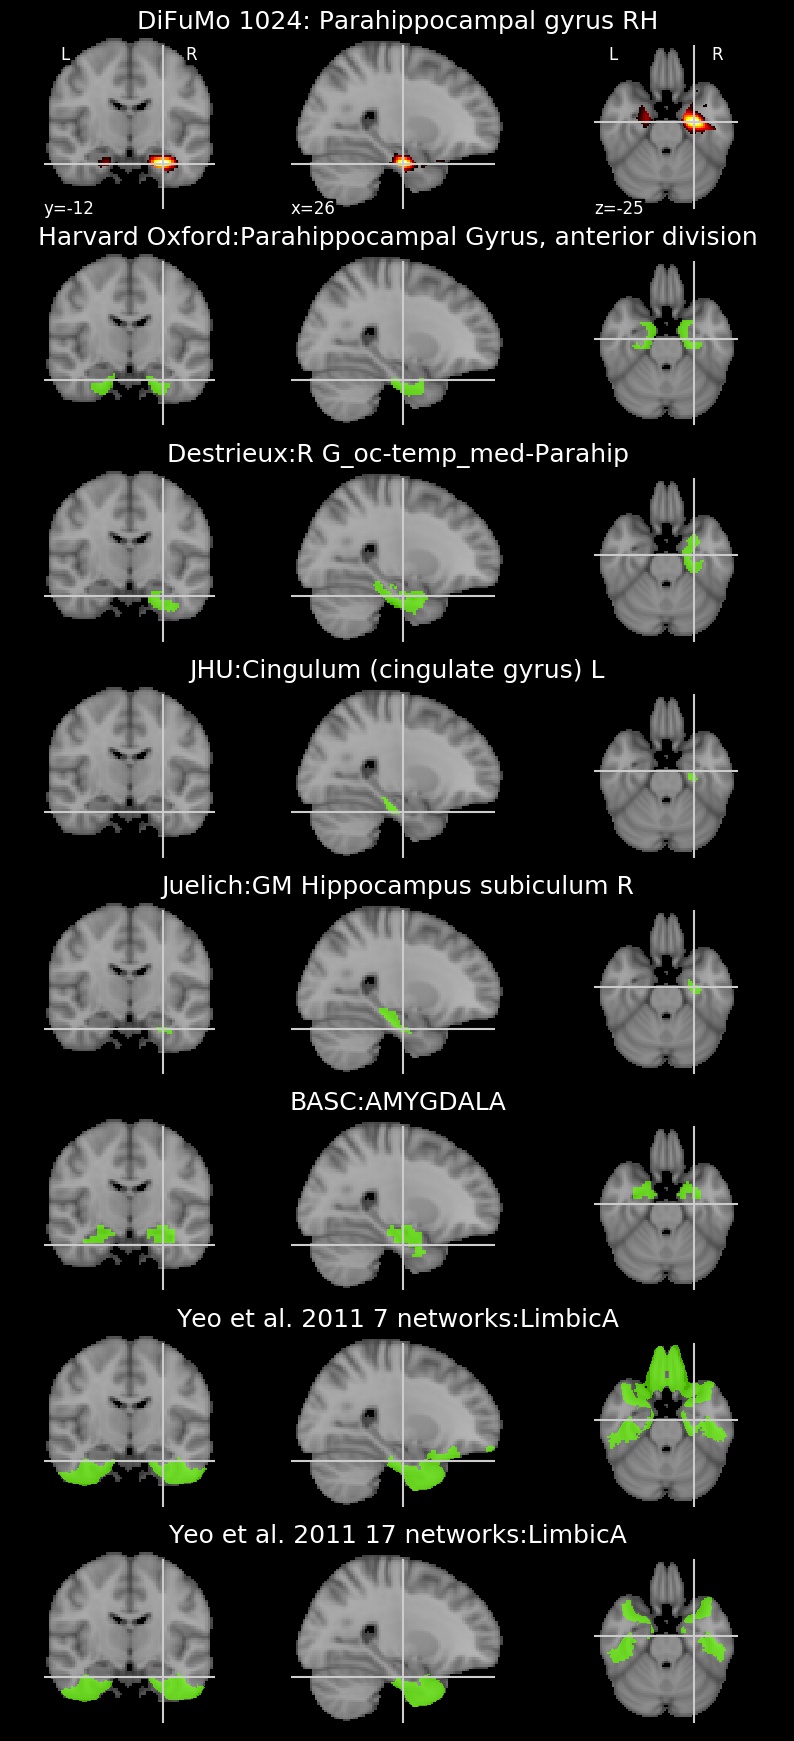 DiFuMo 1024: Parahippocampal gyrus RH
L R L R
y=-12 x=26 z=-25
Harvard Oxford:Parahippocampal Gyrus, anterior division
Destrieux:R G_oc-temp_med-Parahip
JHU:Cingulum (cingulate gyrus) L
Juelich:GM Hippocampus subiculum R
BASC:AMYGDALA
Yeo et al. 2011 7 networks:LimbicA
Yeo et al. 2011 17 networks:LimbicA